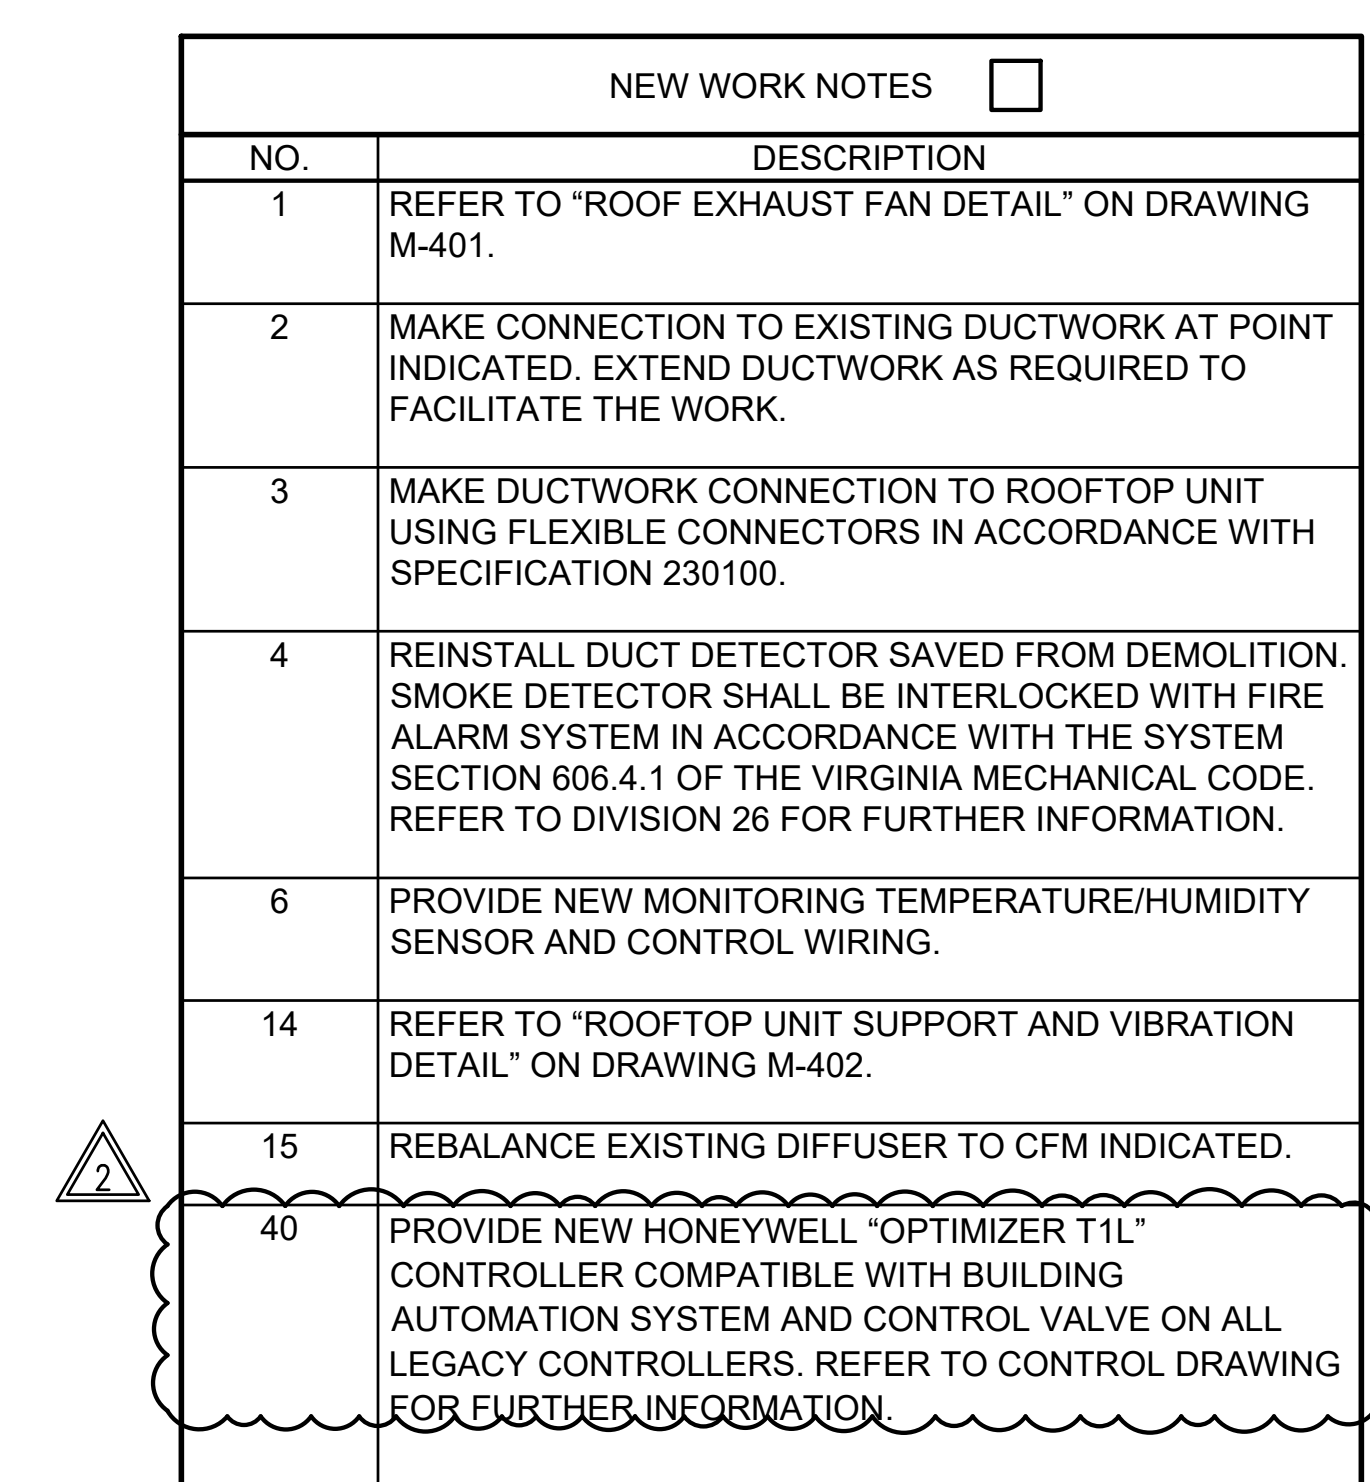 NEW WORK NOTES
NO. DESCRIPTION
1 REFER TO “ROOF EXHAUST FAN DETAIL” ON DRAWING
M-401.
2 MAKE CONNECTION TO EXISTING DUCTWORK AT POINT
INDICATED. EXTEND DUCTWORK AS REQUIRED TO
FACILITATE THE WORK.
3 MAKE DUCTWORK CONNECTION TO ROOFTOP UNIT
USING FLEXIBLE CONNECTORS IN ACCORDANCE WITH
SPECIFICATION 230100.
4 REINSTALL DUCT DETECTOR SAVED FROM DEMOLITION.
SMOKE DETECTOR SHALL BE INTERLOCKED WITH FIRE
ALARM SYSTEM IN ACCORDANCE WITH THE SYSTEM
SECTION 606.4.1 OF THE VIRGINIA MECHANICAL CODE.
REFER TO DIVISION 26 FOR FURTHER INFORMATION.
6 PROVIDE NEW MONITORING TEMPERATURE/HUMIDITY
SENSOR AND CONTROL WIRING.
14 REFER TO “ROOFTOP UNIT SUPPORT AND VIBRATION
DETAIL” ON DRAWING M-402.
15 REBALANCE EXISTING DIFFUSER TO CFM INDICATED.
2
40 PROVIDE NEW HONEYWELL “OPTIMIZER T1L”
CONTROLLER COMPATIBLE WITH BUILDING
AUTOMATION SYSTEM AND CONTROL VALVE ON ALL
LEGACY CONTROLLERS. REFER TO CONTROL DRAWING
FOR FURTHER INFORMATION.